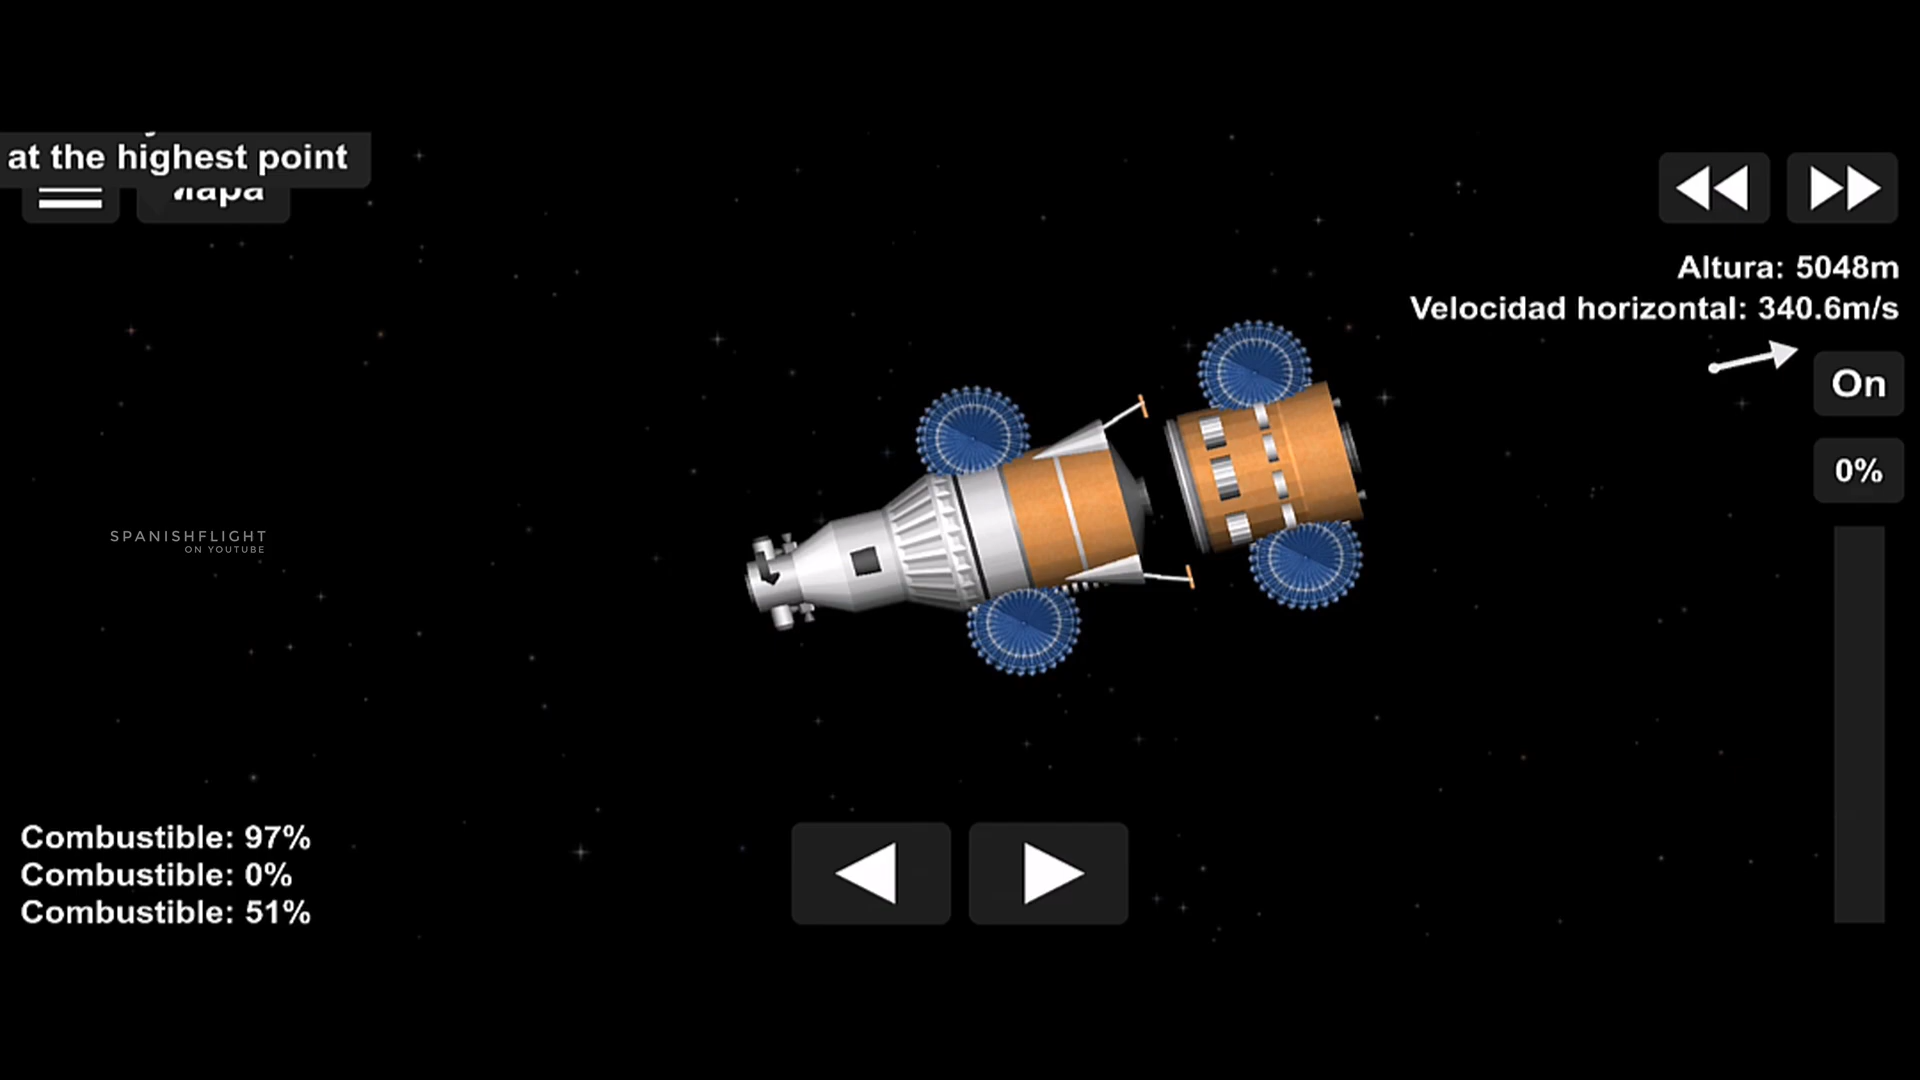 at the highest point
Altura: 5048m
Velocidad horizontal: 340.6m/s
On
0%
SPANISHFLIGHT
ON YOUTUBE
Combustible: 97%
Combustible: 0%
Combustible: 51%